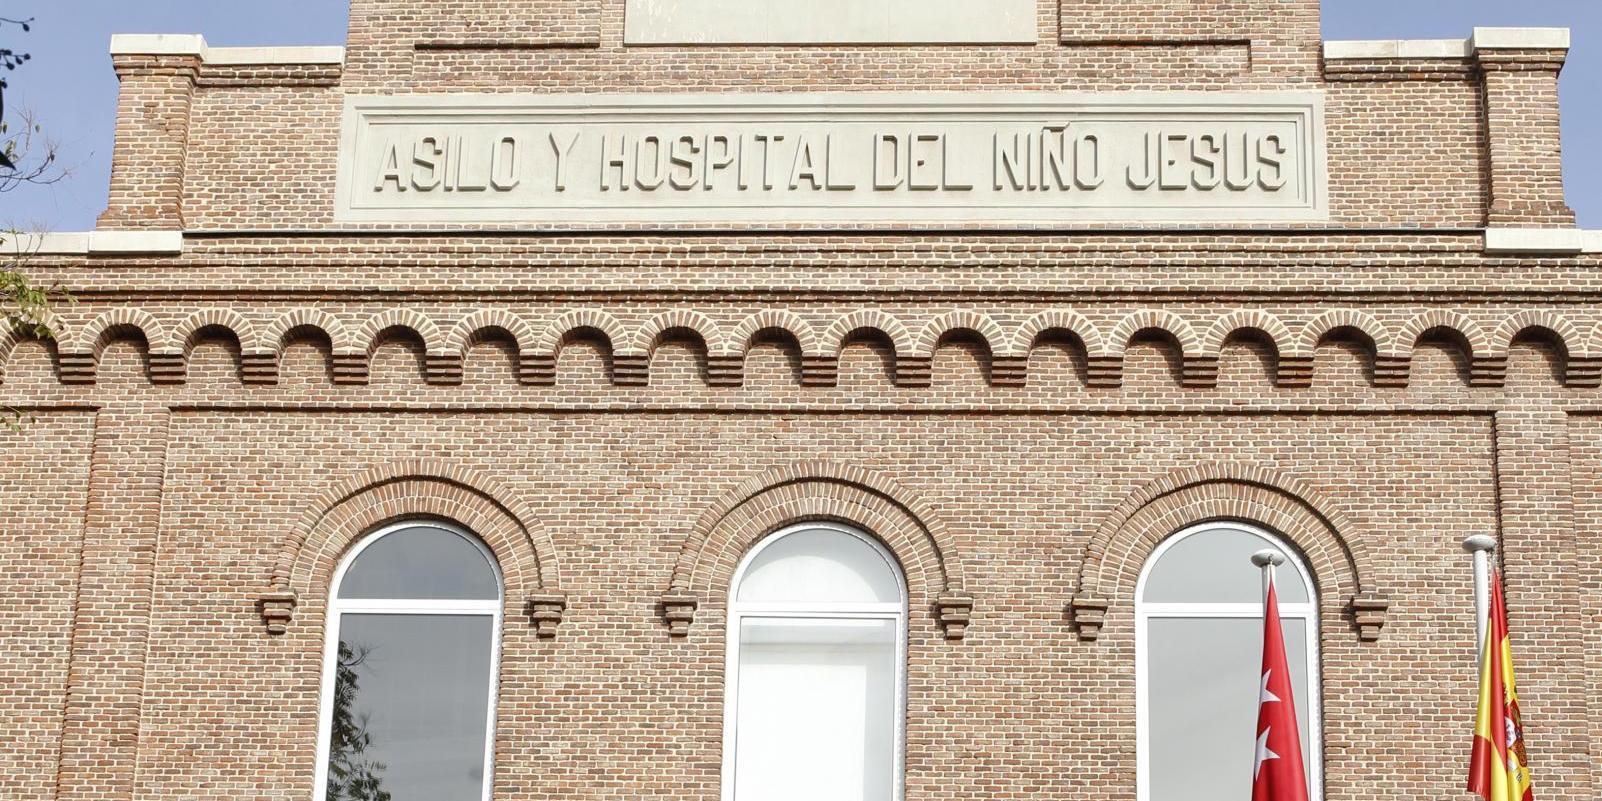 ASILO Y HOSPITAL DEL NIÑO JESUS